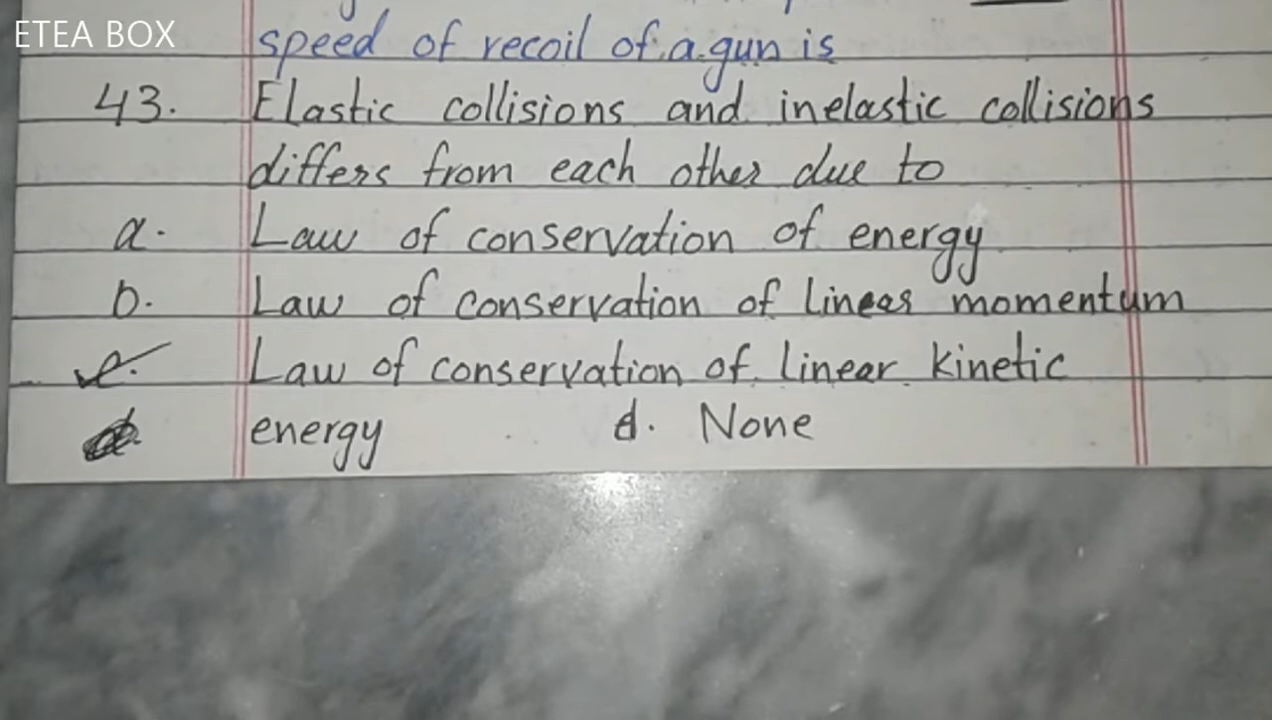 ETEA BOX
speed of recoil of a gun is
43. Elastic collisions and inelastic collisions
differs from each other due to
a. Law of conservation of energy
b. Law of conservation of linear momentum
c. Law of conservation of linear kinetic
energy d. None